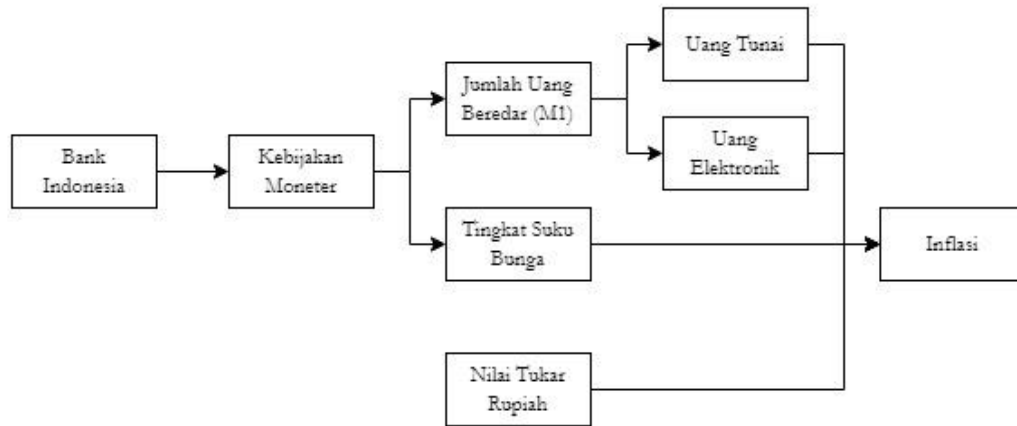 Bank
Indonesia
Kebijakan
Moneter
Jumlah Uang
Beredar (M1)
Uang Tunai
Uang
Elektronik
Tingkat Suku
Bunga
Inflasi
Nilai Tukar
Rupiah